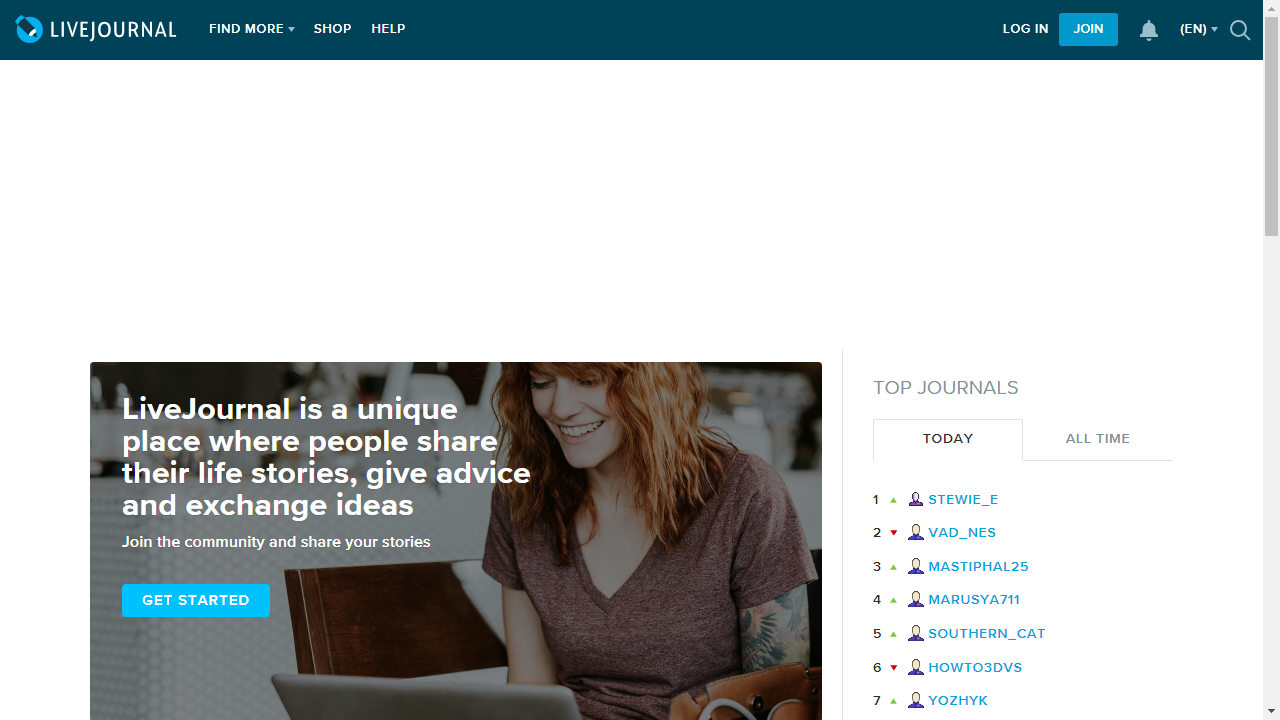 LIVEJOURNAL FIND MORE SHOP HELP LOG IN JOIN (EN)
LiveJournal is a unique
place where people share
their life stories, give advice
and exchange ideas
Join the community and share your stories
GET STARTED
TOP JOURNALS
TODAY ALL TIME
1 STEWIE_E
2 VAD_NES
3 MASTIPHAL25
4 MARUSYA711
5 SOUTHERN_CAT
6 HOWTO3DVS
7 YOZHYK